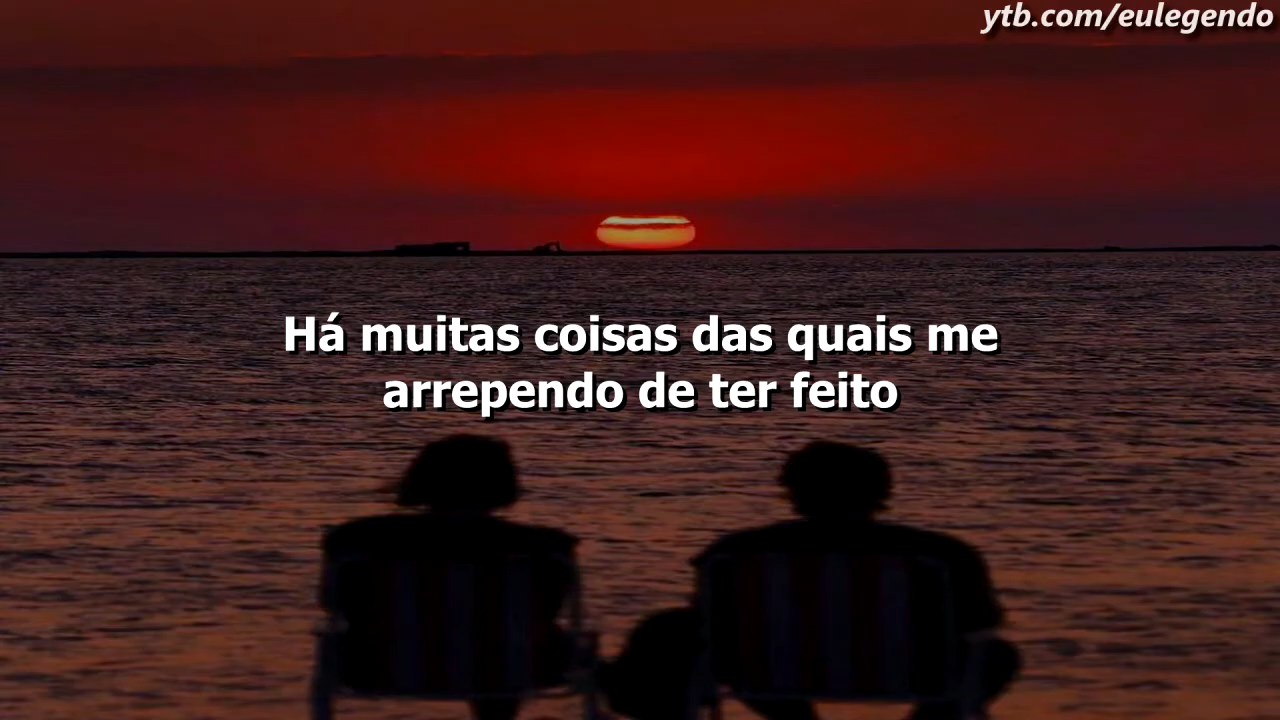 ytb.com/eulegendo
Há muitas coisas das quais me
arrependo de ter feito